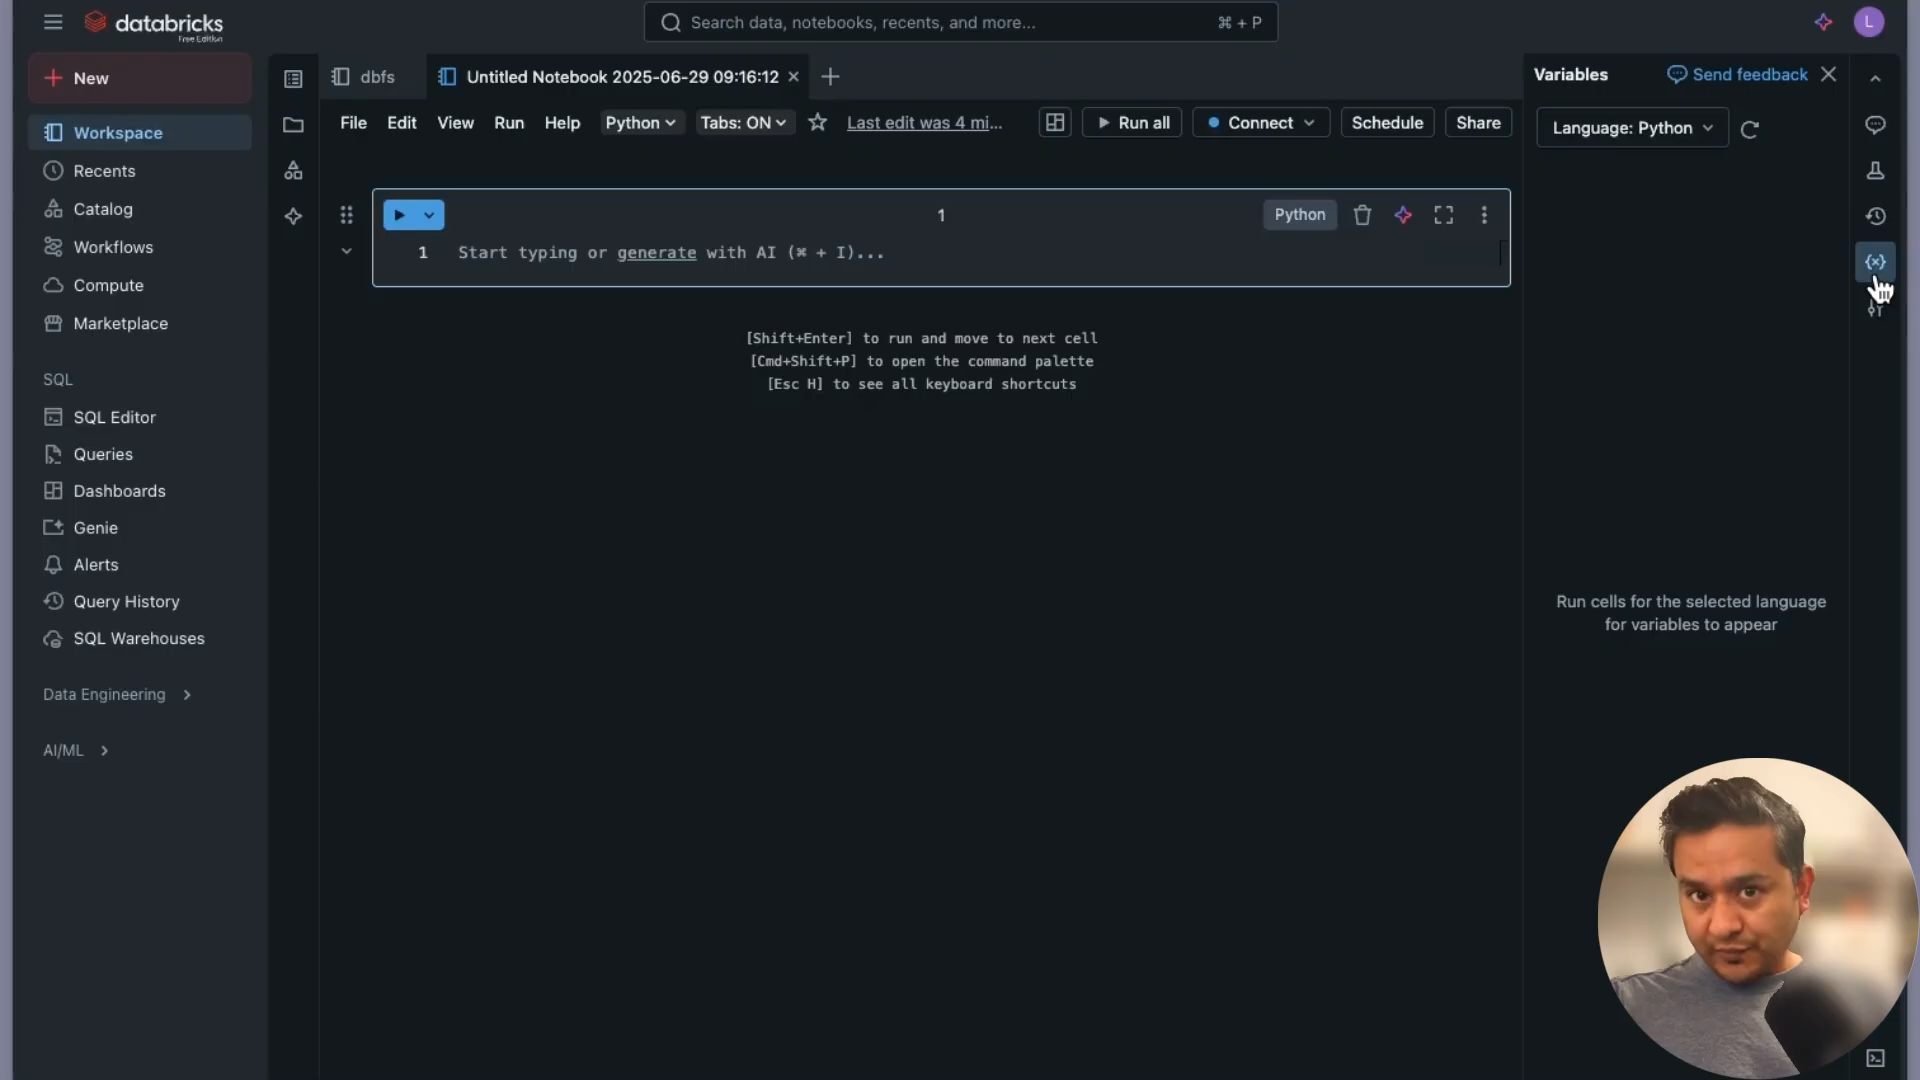 databricks
Free Edition
Search data, notebooks, recents, and more...
⌘ + P
L
New
Workspace
Recents
Catalog
Workflows
Compute
Marketplace
SQL
SQL Editor
Queries
Dashboards
Genie
Alerts
Query History
SQL Warehouses
Data Engineering
AI/ML
dbfs
Untitled Notebook 2025-06-29 09:16:12
File Edit View Run Help Python Tabs: ON Last edit was 4 mi... Run all Connect Schedule Share
1
Python
1 Start typing or generate with AI (⌘ + I)...
[Shift+Enter] to run and move to next cell
[Cmd+Shift+P] to open the command palette
[Esc H] to see all keyboard shortcuts
Variables
Send feedback
Language: Python
Run cells for the selected language
for variables to appear